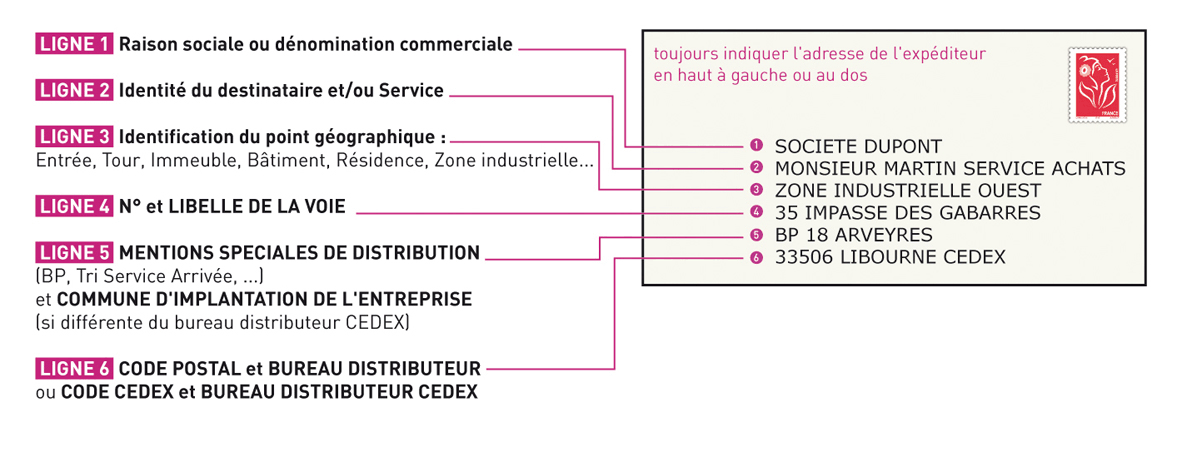 LIGNE 1 Raison sociale ou dénomination commerciale
LIGNE 2 Identité du destinataire et/ou Service
LIGNE 3 Identification du point géographique :
Entrée, Tour, Immeuble, Bâtiment, Résidence, Zone industrielle...
LIGNE 4 N° et LIBELLE DE LA VOIE
LIGNE 5 MENTIONS SPECIALES DE DISTRIBUTION
(BP, Tri Service Arrivée, ...)
et COMMUNE D'IMPLANTATION DE L'ENTREPRISE
(si différente du bureau distributeur CEDEX)
LIGNE 6 CODE POSTAL et BUREAU DISTRIBUTEUR
ou CODE CEDEX et BUREAU DISTRIBUTEUR CEDEX
toujours indiquer l'adresse de l'expéditeur
en haut à gauche ou au dos
FRANCE
1 SOCIETE DUPONT
2 MONSIEUR MARTIN SERVICE ACHATS
3 ZONE INDUSTRIELLE OUEST
4 35 IMPASSE DES GABARRES
5 BP 18 ARVEYRES
6 33506 LIBOURNE CEDEX